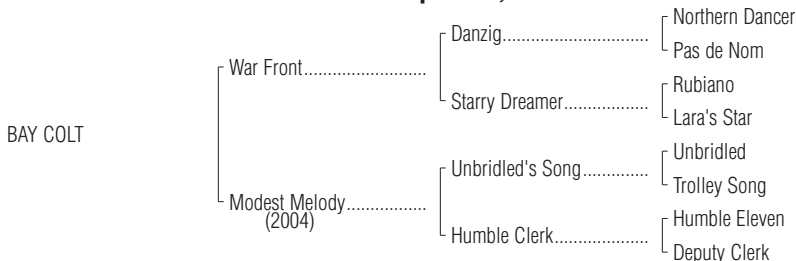 Northern Dancer
Danzig..............................
Pas de Nom
War Front..........................
Rubiano
Starry Dreamer.................
Lara's Star
BAY COLT
Unbridled
Unbridled's Song..............
Trolley Song
Modest Melody.................
(2004)
Humble Eleven
Humble Clerk....................
Deputy Clerk